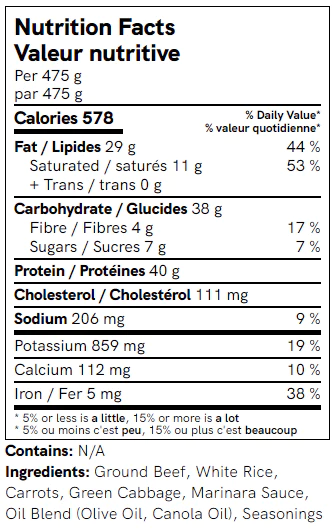 Nutrition Facts
Valeur nutritive
Per 475 g
par 475 g
Calories 578
% Daily Value*
% valeur quotidienne*
Fat / Lipides 29 g 44 %
Saturated / saturés 11 g 53 %
+ Trans / trans 0 g
Carbohydrate / Glucides 38 g
Fibre / Fibres 4 g 17 %
Sugars / Sucres 7 g 7 %
Protein / Protéines 40 g
Cholesterol / Cholestérol 111 mg
Sodium 206 mg 9 %
Potassium 859 mg 19 %
Calcium 112 mg 10 %
Iron / Fer 5 mg 38 %
* 5% or less is a little, 15% or more is a lot
* 5% ou moins c'est peu, 15% ou plus c'est beaucoup
Contains: N/A
Ingredients: Ground Beef, White Rice,
Carrots, Green Cabbage, Marinara Sauce,
Oil Blend (Olive Oil, Canola Oil), Seasonings